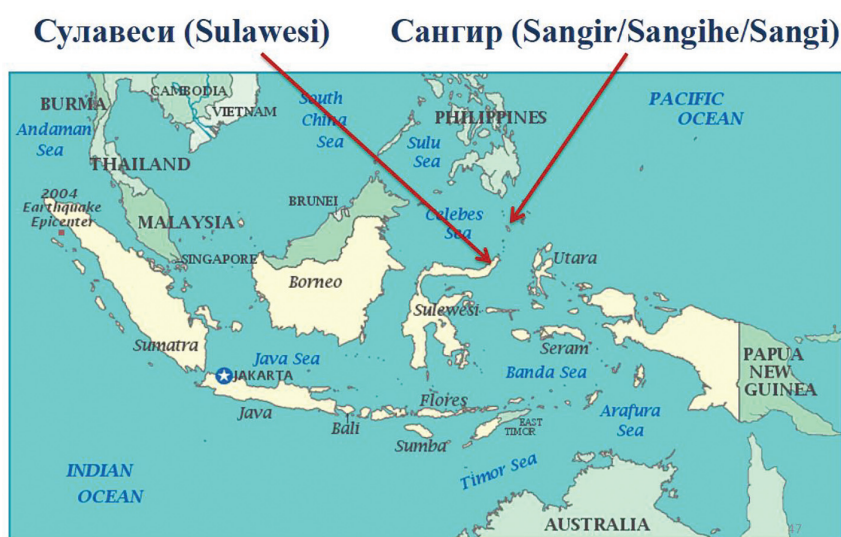 Сулавеси (Sulawesi)
Сангир (Sangir/Sangihe/Sangi)
BURMA
CAMBODIA
VIETNAM
South
China
Sea
PHILIPPINES
PACIFIC
OCEAN
Andaman
Sea
Sulu
Sea
THAILAND
2004
Earthquake
Epicenter
MALAYSIA
BRUNEI
Celebes
Sea
SINGAPORE
Utara
Borneo
Sulewesi
Sumatra
Seram
Java Sea
JAKARTA
Banda Sea
PAPUA
NEW
GUINEA
Java
Bali
Flores
Sumba
EAST
TIMOR
Arafura
Sea
Timor Sea
INDIAN
OCEAN
AUSTRALIA
47